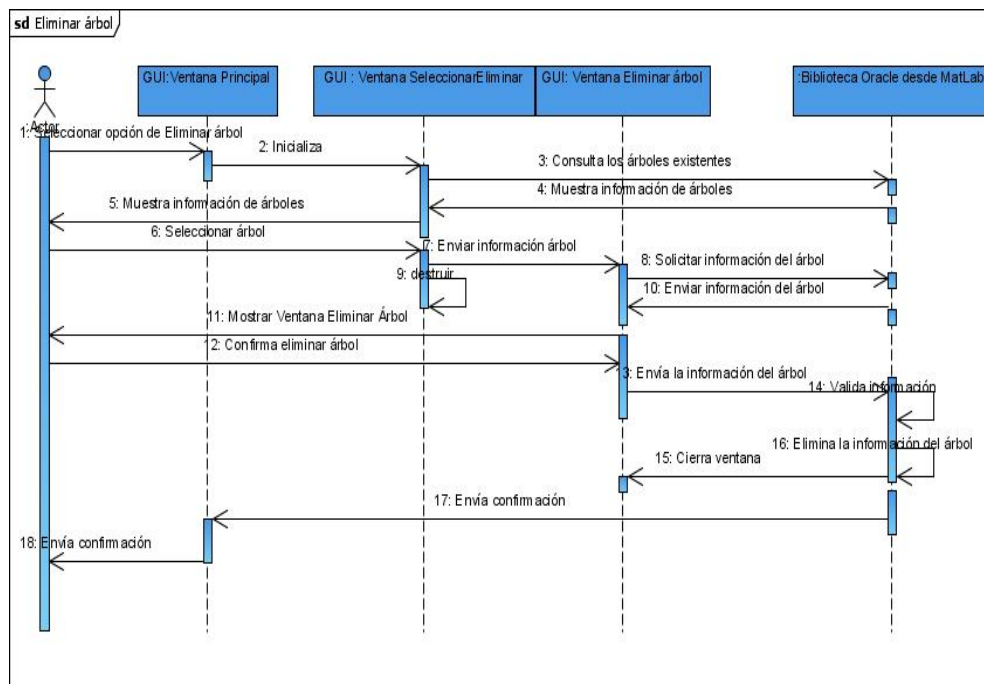 sd Eliminar árbol
GUI:Ventana Principal
GUI : Ventana SeleccionarEliminar
GUI: Ventana Eliminar árbol
:Biblioteca Oracle desde MatLab
:Actor
1: Seleccionar opción de Eliminar árbol
2: Inicializa
3: Consulta los árboles existentes
4: Muestra información de árboles
5: Muestra información de árboles
6: Seleccionar árbol
7: Enviar información árbol
8: Solicitar información del árbol
9: destruir
10: Enviar información del árbol
11: Mostrar Ventana Eliminar Árbol
12: Confirma eliminar árbol
13: Envía la información del árbol
14: Valida información
16: Elimina la información del árbol
15: Cierra ventana
17: Envía confirmación
18: Envía confirmación